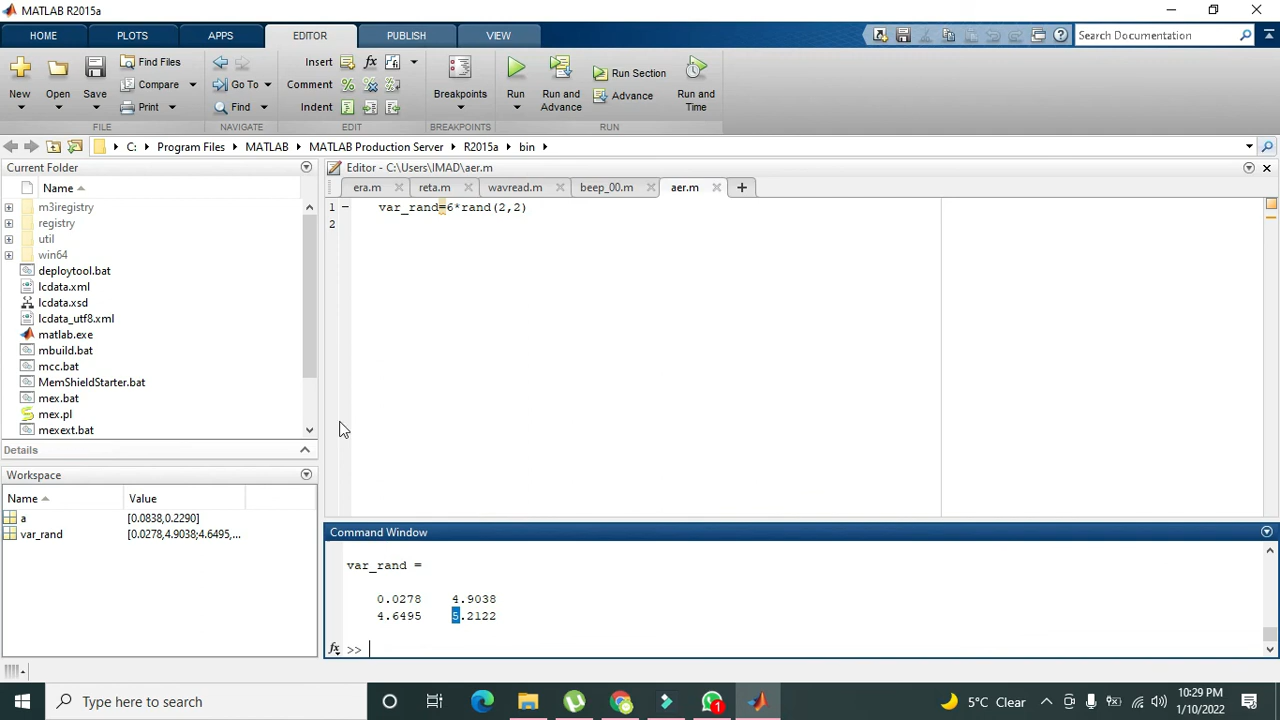 MATLAB R2015a
HOME PLOTS APPS EDITOR PUBLISH VIEW
Search Documentation
New Open Save Find Files Compare Print
Go To Find
Insert fx Comment Indent
Breakpoints
Run Run and Advance Run Section Advance Run and Time
FILE NAVIGATE EDIT BREAKPOINTS RUN
C: Program Files MATLAB MATLAB Production Server R2015a bin
Current Folder
Name
m3iregistry
registry
util
win64
deploytool.bat
lcdata.xml
lcdata.xsd
lcdata_utf8.xml
matlab.exe
mbuild.bat
mcc.bat
MemShieldStarter.bat
mex.bat
mex.pl
mexext.bat
Details
Workspace
Name Value
a [0.0838,0.2290]
var_rand [0.0278,4.9038;4.6495,...
Editor - C:\Users\IMAD\aer.m
era.m reta.m wavread.m beep_00.m aer.m
1 var_rand=6*rand(2,2)
2
Command Window
var_rand =
0.0278 4.9038
4.6495 5.2122
fx >>
Type here to search
1
5°C Clear
10:29 PM
1/10/2022